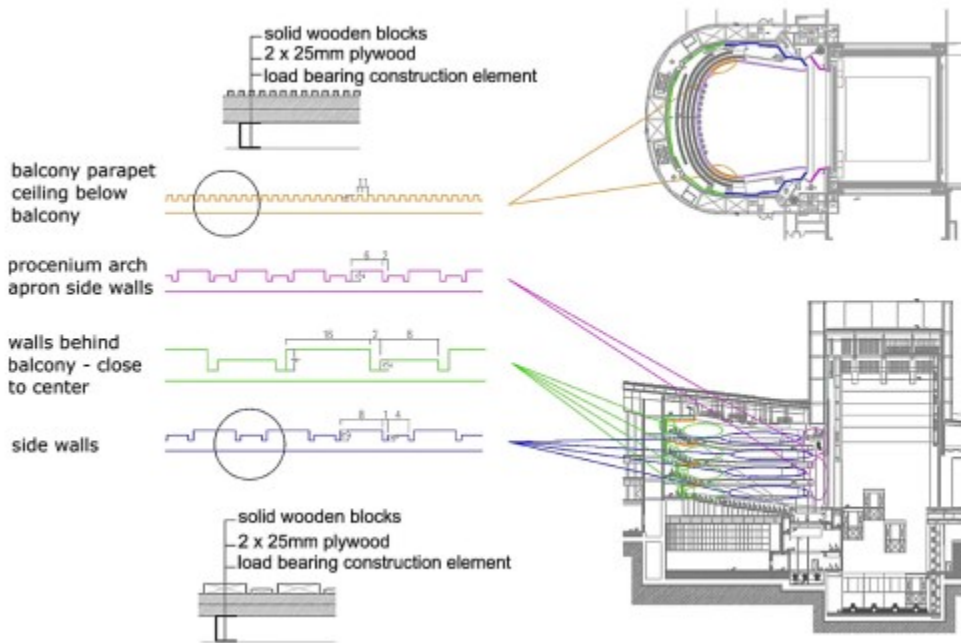 solid wooden blocks
2 x 25mm plywood
load bearing construction element
balcony parapet
ceiling below
balcony
11
procenium arch
apron side walls
6
walls behind
balcony - close
to center
16 2 8
side walls
8 1 4
solid wooden blocks
2 x 25mm plywood
load bearing construction element